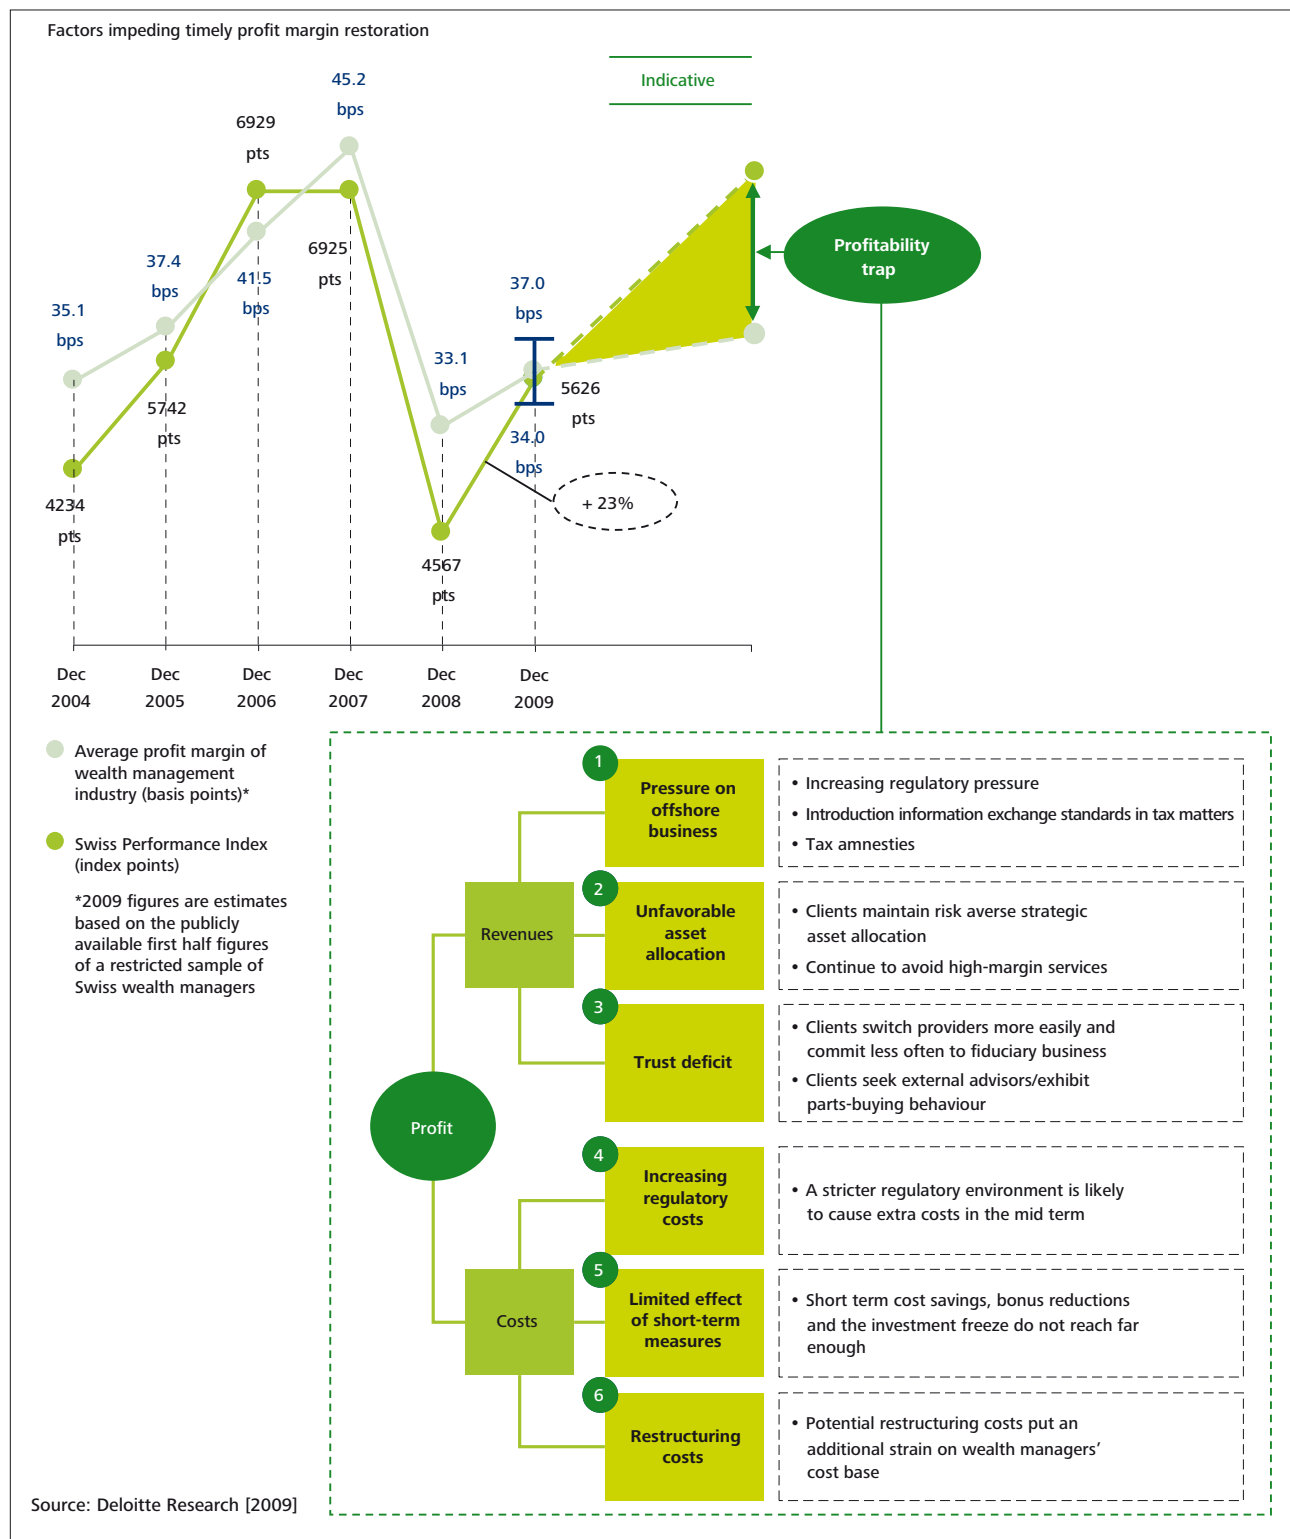 Factors impeding timely profit margin restoration
Indicative
45.2
bps
6929
pts
37.4
bps
41.5
bps
6925
pts
35.1
bps
37.0
bps
Profitability
trap
33.1
bps
5742
pts
5626
pts
34.0
bps
4234
pts
+ 23%
4567
pts
Dec
2004
Dec
2005
Dec
2006
Dec
2007
Dec
2008
Dec
2009
Average profit margin of
wealth management
industry (basis points)*
Swiss Performance Index
(index points)
*2009 figures are estimates
based on the publicly
available first half figures
of a restricted sample of
Swiss wealth managers
Profit
Revenues
1
Pressure on
offshore
business
• Increasing regulatory pressure
• Introduction information exchange standards in tax matters
• Tax amnesties
2
Unfavorable
asset
allocation
• Clients maintain risk averse strategic
asset allocation
• Continue to avoid high-margin services
3
Trust deficit
• Clients switch providers more easily and
commit less often to fiduciary business
• Clients seek external advisors/exhibit
parts-buying behaviour
Costs
4
Increasing
regulatory
costs
• A stricter regulatory environment is likely
to cause extra costs in the mid term
5
Limited effect
of short-term
measures
• Short term cost savings, bonus reductions
and the investment freeze do not reach far
enough
6
Restructuring
costs
• Potential restructuring costs put an
additional strain on wealth managers’
cost base
Source: Deloitte Research [2009]